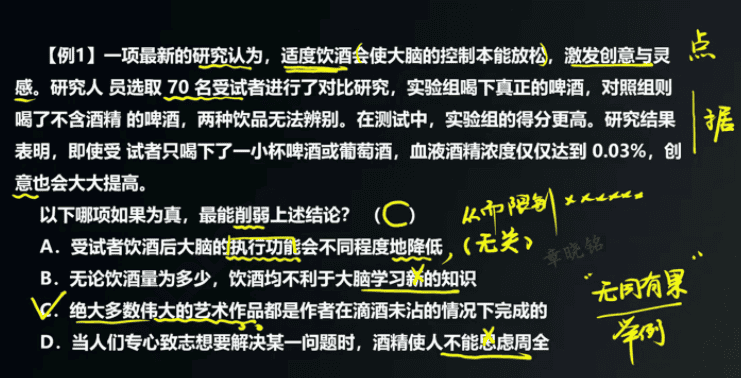 【例1】一项最新的研究认为，适度饮酒会使大脑的控制本能放松，激发创意与灵
感。研究人 员选取 70 名受试者进行了对比研究，实验组喝下真正的啤酒，对照组则
喝了不含酒精 的啤酒，两种饮品无法辨别。在测试中，实验组的得分更高。研究结果
表明，即使受 试者只喝下了一小杯啤酒或葡萄酒，血液酒精浓度仅仅达到 0.03%，创
意也会大大提高。
点
据
以下哪项如果为真，最能削弱上述结论？ （C）
从而限制
A．受试者饮酒后大脑的执行功能会不同程度地降低
（无关）
章晓铭
B．无论饮酒量为多少，饮酒均不利于大脑学习新的知识
C．绝大多数伟大的艺术作品都是作者在滴酒未沾的情况下完成的
D．当人们专心致志想要解决某一问题时，酒精使人不能思虑周全
“无因有果”
举例